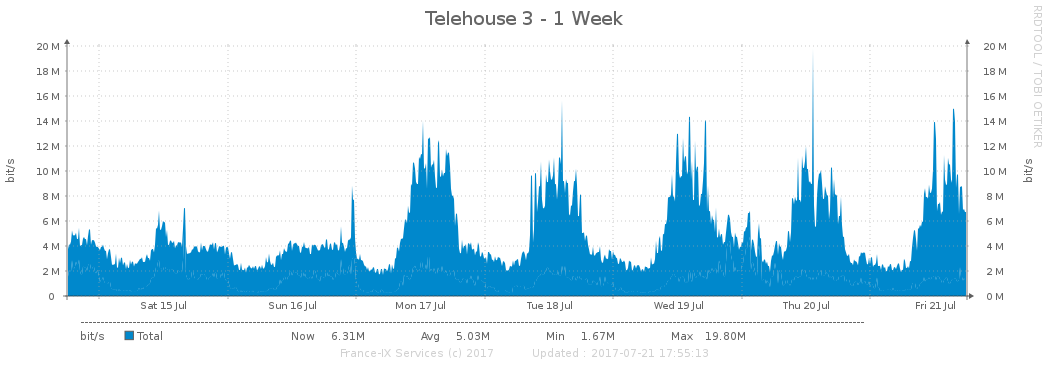 Telehouse 3 - 1 Week
RRDTOOL / TOBI OETIKER
20 M 20 M
18 M 18 M
16 M 16 M
14 M 14 M
12 M 12 M
10 M 10 M
8 M 8 M
6 M 6 M
4 M 4 M
2 M 2 M
0 0 M
bit/s bit/s
Sat 15 Jul Sun 16 Jul Mon 17 Jul Tue 18 Jul Wed 19 Jul Thu 20 Jul Fri 21 Jul
bit/s Total Now 6.31M Avg 5.03M Min 1.67M Max 19.80M
France-IX Services (c) 2017 Updated : 2017-07-21 17:55:13